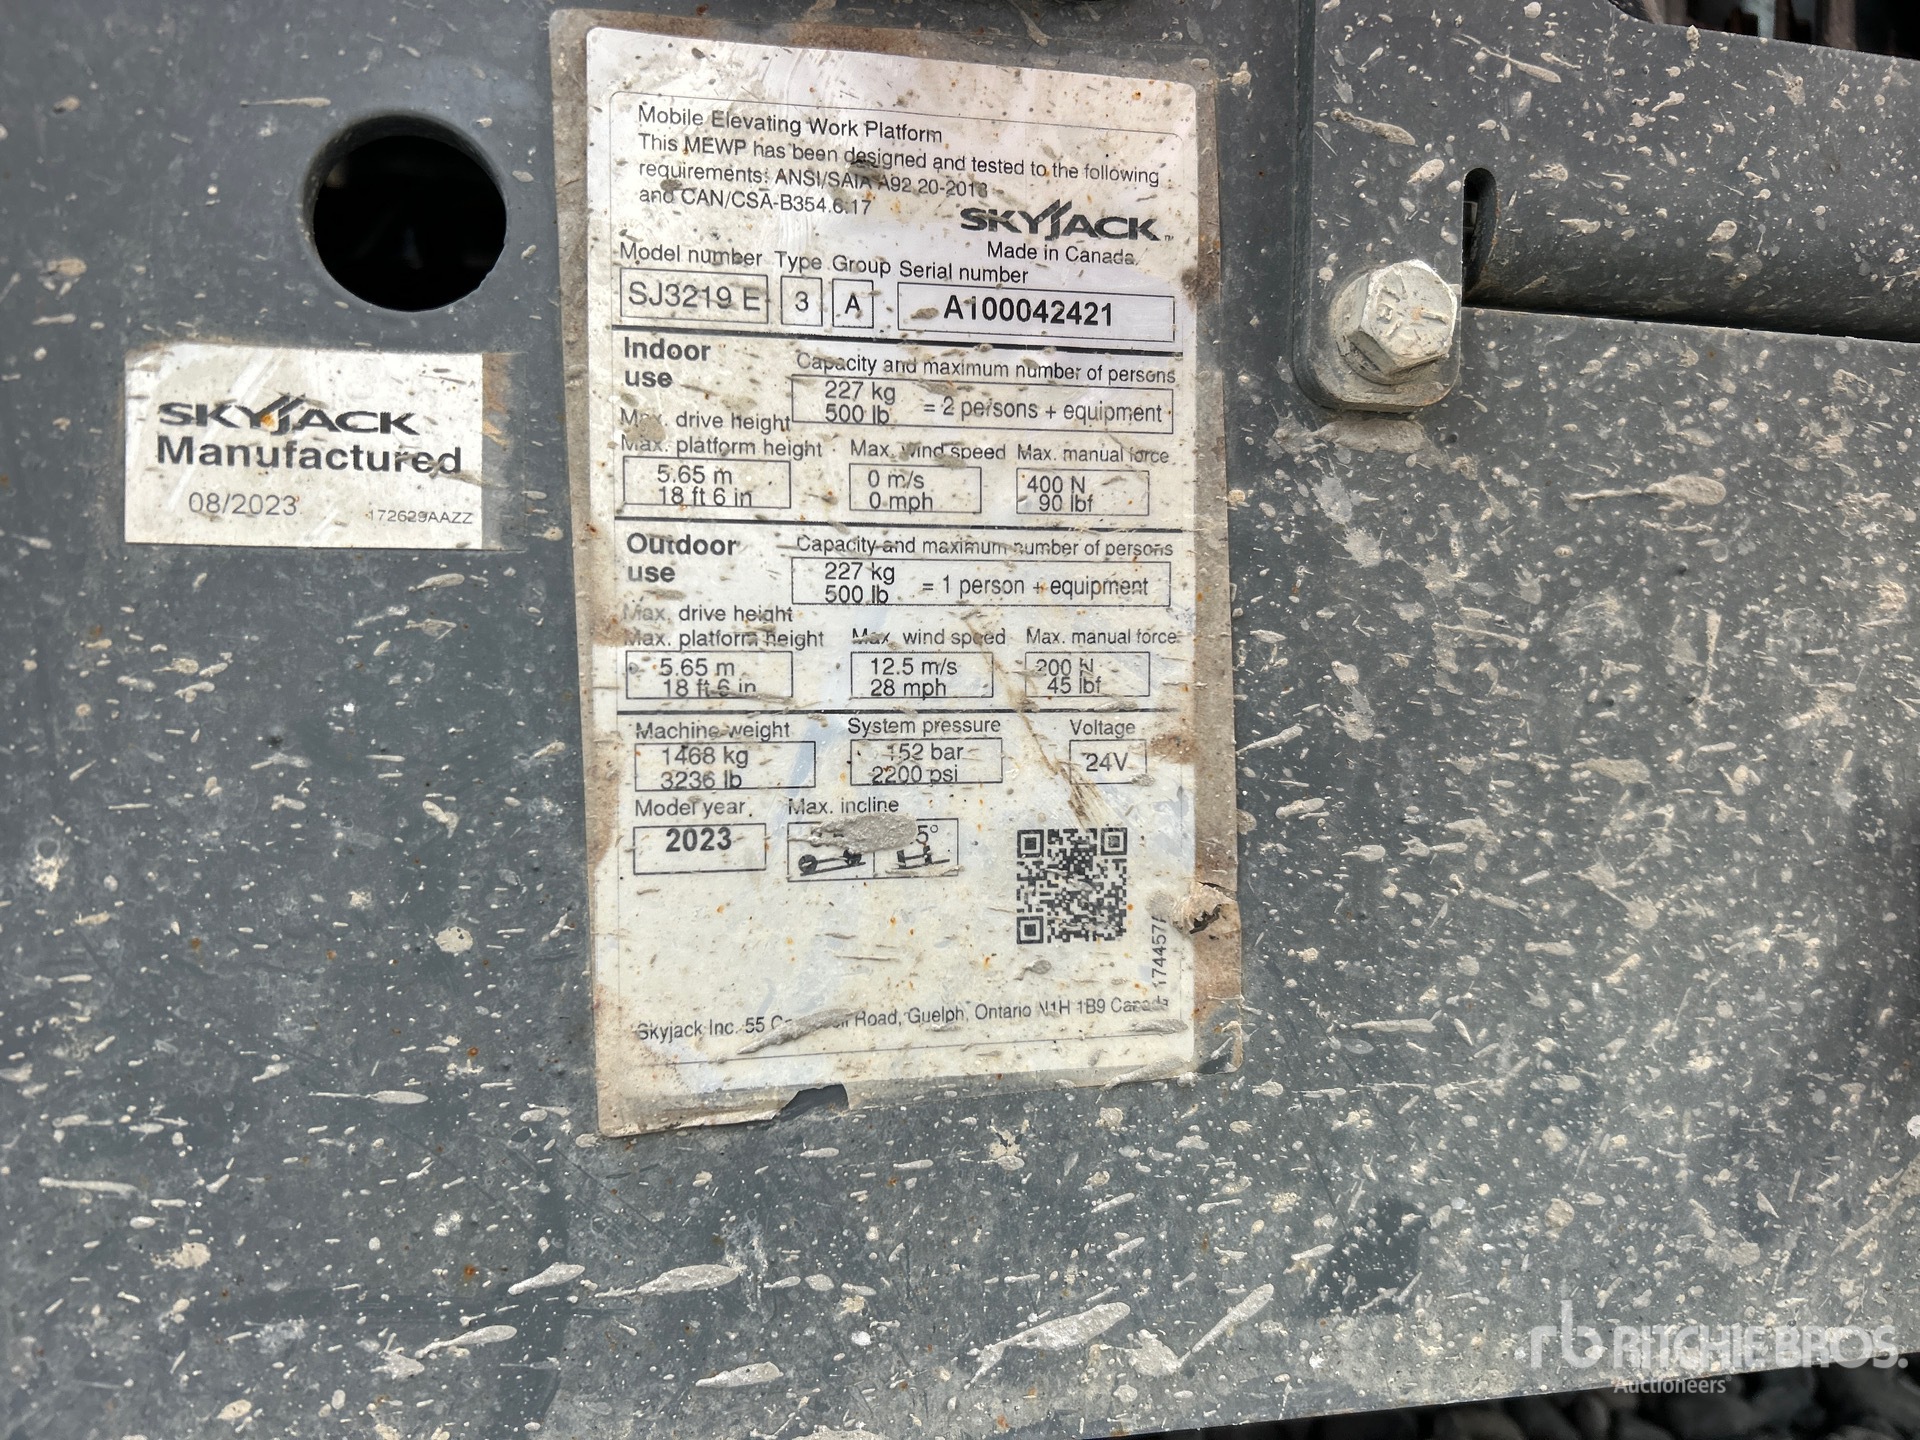 Mobile Elevating Work Platform
This MEWP has been designed and tested to the following
requirements: ANSI/SAIA A92.20-2018
and CAN/CSA-B354.6:17
SKYJACK
Made in Canada
Model number Type Group Serial number
SJ3219 E 3 A A100042421
Indoor use
Capacity and maximum number of persons
227 kg
500 lb = 2 persons + equipment
Max. drive height
Max. platform height Max. wind speed Max. manual force
5.65 m 0 m/s 400 N
18 ft 6 in 0 mph 90 lbf
Outdoor use
Capacity and maximum number of persons
227 kg
500 lb = 1 person + equipment
Max. drive height
Max. platform height Max. wind speed Max. manual force
5.65 m 12.5 m/s 200 N
18 ft 6 in 28 mph 45 lbf
Machine weight System pressure Voltage
1468 kg 152 bar 24V
3236 lb 2200 psi
Model year Max. incline
2023 5°
Skyjack Inc. 55 Road, Guelph, Ontario N1H 1B9 Canada
SKYJACK
Manufactured
08/2023 172629AAZZ
rb RITCHIE BROS.
Auctioneers